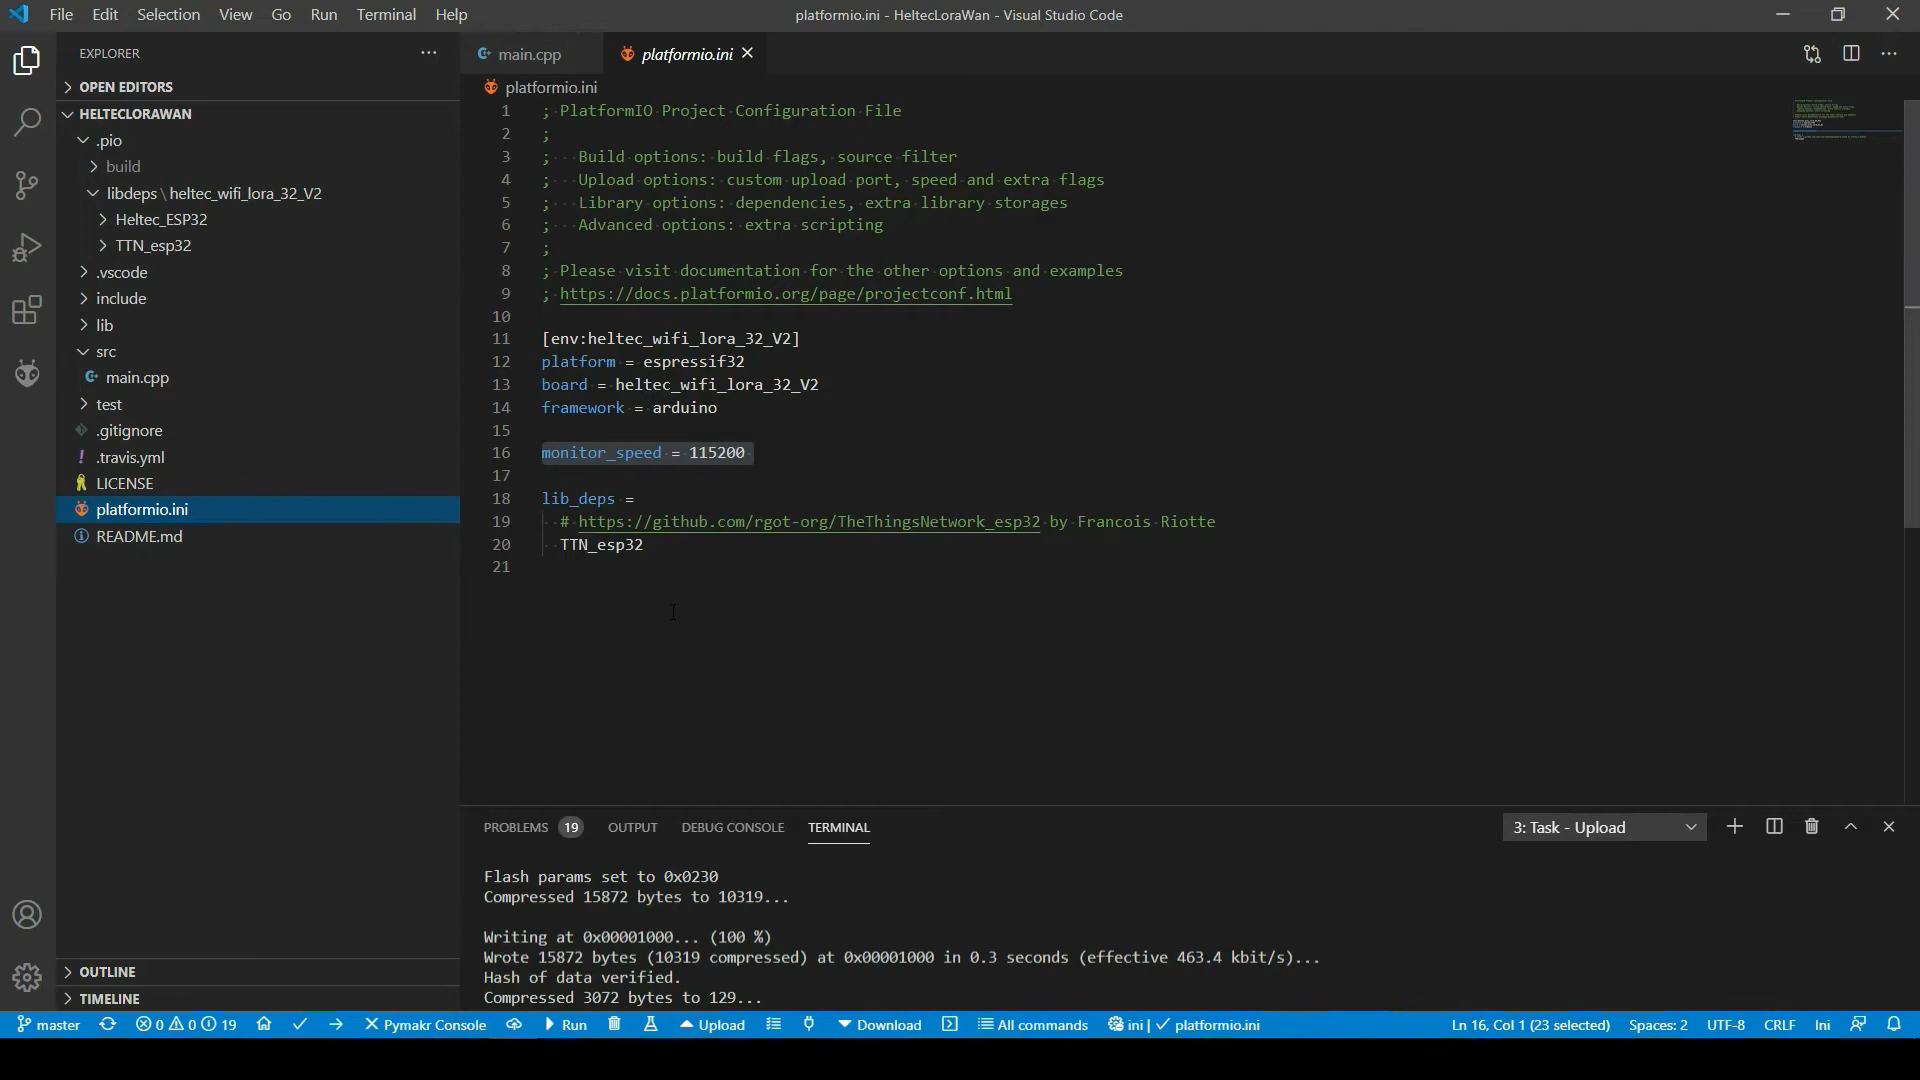 File Edit Selection View Go Run Terminal Help
platformio.ini - HeltecLoraWan - Visual Studio Code
EXPLORER
OPEN EDITORS
HELTECLORAWAN
.pio
build
libdeps \ heltec_wifi_lora_32_V2
Heltec_ESP32
TTN_esp32
.vscode
include
lib
src
main.cpp
test
.gitignore
.travis.yml
LICENSE
platformio.ini
README.md
OUTLINE
TIMELINE
main.cpp
platformio.ini
platformio.ini
1 ; PlatformIO Project Configuration File
2 ;
3 ;   Build options: build flags, source filter
4 ;   Upload options: custom upload port, speed and extra flags
5 ;   Library options: dependencies, extra library storages
6 ;   Advanced options: extra scripting
7 ;
8 ; Please visit documentation for the other options and examples
9 ; https://docs.platformio.org/page/projectconf.html
10
11 [env:heltec_wifi_lora_32_V2]
12 platform = espressif32
13 board = heltec_wifi_lora_32_V2
14 framework = arduino
15
16 monitor_speed = 115200
17
18 lib_deps =
19   # https://github.com/rgot-org/TheThingsNetwork_esp32 by Francois Riotte
20   TTN_esp32
21
PROBLEMS 19 OUTPUT DEBUG CONSOLE TERMINAL
3: Task - Upload
Flash params set to 0x0230
Compressed 15872 bytes to 10319...
Writing at 0x00001000... (100 %)
Wrote 15872 bytes (10319 compressed) at 0x00001000 in 0.3 seconds (effective 463.4 kbit/s)...
Hash of data verified.
Compressed 3072 bytes to 129...
master 0 0 19 Pymakr Console Run Upload Download All commands ini | platformio.ini Ln 16, Col 1 (23 selected) Spaces: 2 UTF-8 CRLF Ini